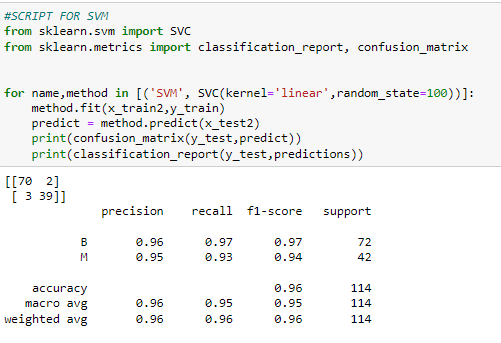 #SCRIPT FOR SVM
from sklearn.svm import SVC
from sklearn.metrics import classification_report, confusion_matrix
for name,method in [('SVM', SVC(kernel='linear',random_state=100))]:
    method.fit(x_train2,y_train)
    predict = method.predict(x_test2)
    print(confusion_matrix(y_test,predict))
    print(classification_report(y_test,predictions))
[[70  2]
 [ 3 39]]
              precision    recall  f1-score   support
           B       0.96      0.97      0.97        72
           M       0.95      0.93      0.94        42
    accuracy                           0.96       114
   macro avg       0.96      0.95      0.95       114
weighted avg       0.96      0.96      0.96       114